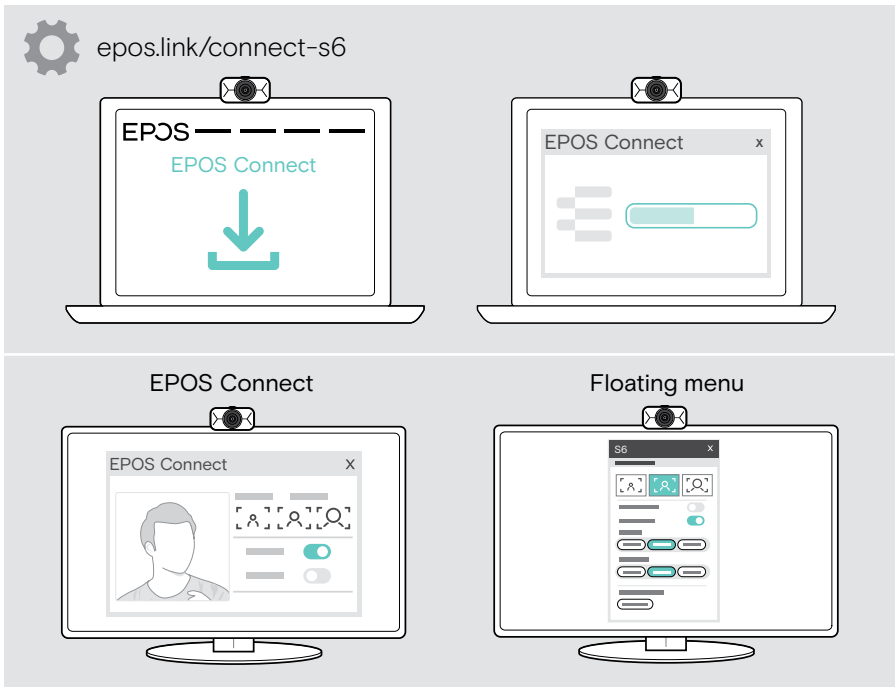 epos.link/connect-s6
EPOS
EPOS Connect
EPOS Connect x
EPOS Connect
Floating menu
EPOS Connect x
S6 x